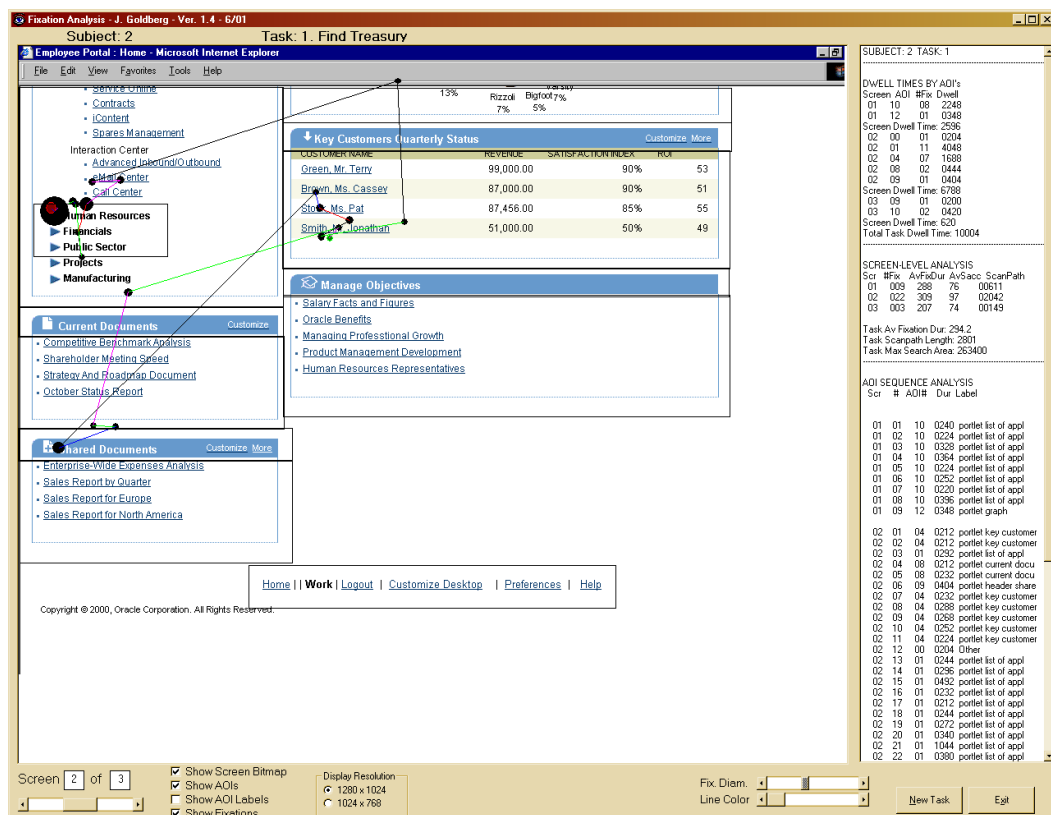 Fixation Analysis - J. Goldberg - Ver. 1.4 - 6/01
Subject: 2 Task: 1. Find Treasury
Employee Portal : Home - Microsoft Internet Explorer
File Edit View Favorites Tools Help
Service Online
Contracts
iContent
Spares Management
Interaction Center
Advanced Inbound/Outbound
eMail Center
Call Center
Human Resources
Financials
Public Sector
Projects
Manufacturing
Current Documents Customize
Competitive Benchmark Analysis
Shareholder Meeting Speed
Strategy And Roadmap Document
October Status Report
Shared Documents Customize More
Enterprise-Wide Expenses Analysis
Sales Report by Quarter
Sales Report for Europe
Sales Report for North America
13% Rizzoli 7% Bigfoot 5% Varsity 7%
Key Customers Quarterly Status Customize More
CUSTOMER NAME REVENUE SATISFACTION INDEX ROI
Green, Mr. Terry 99,000.00 90% 53
Brown, Ms. Cassey 87,000.00 90% 51
Stock, Ms. Pat 87,456.00 85% 55
Smith, Jonathan 51,000.00 50% 49
Manage Objectives
Salary Facts and Figures
Oracle Benefits
Managing Professional Growth
Product Management Development
Human Resources Representatives
Home | | Work | Logout | Customize Desktop | Preferences | Help
Copyright © 2000, Oracle Corporation. All Rights Reserved.
SUBJECT: 2 TASK: 1
DWELL TIMES BY AOI's
Screen AOI #Fix Dwell
01 10 08 2248
01 12 01 0348
Screen Dwell Time: 2596
02 00 01 0204
02 01 11 4048
02 04 07 1688
02 08 02 0444
02 09 01 0404
Screen Dwell Time: 6788
03 09 01 0200
03 10 02 0420
Screen Dwell Time: 620
Total Task Dwell Time: 10004
SCREEN-LEVEL ANALYSIS
Scr #Fix AvFixDur AvSacc ScanPath
01 009 288 76 00611
02 022 309 97 02042
03 003 207 74 00149
Task Av Fixation Dur: 294.2
Task Scanpath Length: 2801
Task Max Search Area: 263400
AOI SEQUENCE ANALYSIS
Scr # AOI# Dur Label
01 01 10 0240 portlet list of appl
01 02 10 0224 portlet list of appl
01 03 10 0328 portlet list of appl
01 04 10 0364 portlet list of appl
01 05 10 0224 portlet list of appl
01 06 10 0252 portlet list of appl
01 07 10 0220 portlet list of appl
01 08 10 0396 portlet list of appl
01 09 12 0348 portlet graph
02 01 04 0212 portlet key customer
02 02 04 0212 portlet key customer
02 03 01 0292 portlet list of appl
02 04 08 0212 portlet current docu
02 05 08 0232 portlet current docu
02 06 09 0404 portlet header share
02 07 04 0232 portlet key customer
02 08 04 0288 portlet key customer
02 09 04 0268 portlet key customer
02 10 04 0252 portlet key customer
02 11 04 0224 portlet key customer
02 12 00 0204 Other
02 13 01 0244 portlet list of appl
02 14 01 0296 portlet list of appl
02 15 01 0492 portlet list of appl
02 16 01 0232 portlet list of appl
02 17 01 0212 portlet list of appl
02 18 01 0244 portlet list of appl
02 19 01 0272 portlet list of appl
02 20 01 0340 portlet list of appl
02 21 01 1044 portlet list of appl
02 22 01 0380 portlet list of appl
Screen 2 of 3
Show Screen Bitmap
Show AOIs
Show AOI Labels
Show Fixations
Display Resolution
1280 x 1024
1024 x 768
Fix. Diam.
Line Color
New Task Exit